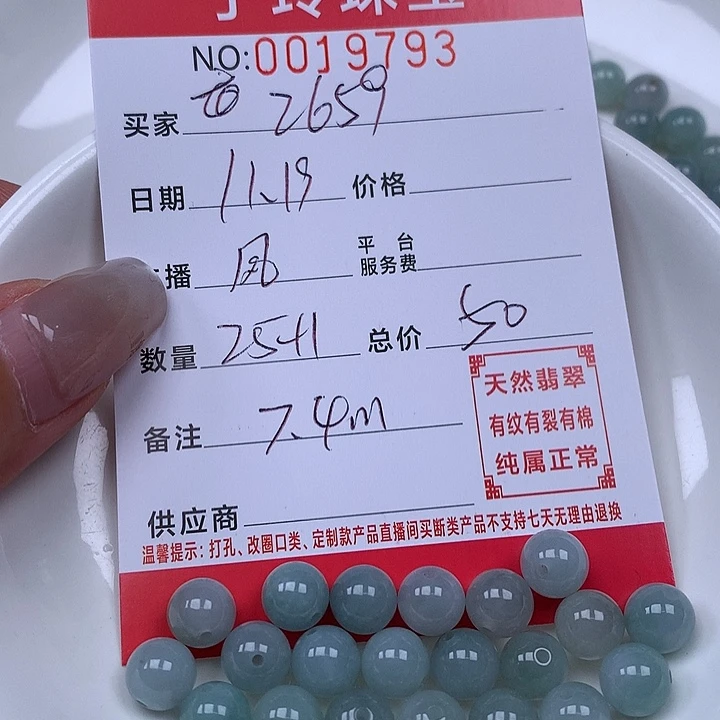 NO:0019793
买家 2659
日期 11.19 价格
播 风 平台服务费
数量 25+1 总价 50
备注 7.4m
天然翡翠
有纹有裂有棉
纯属正常
供应商
温馨提示：打孔、改圈口类、定制款产品直播间买断类产品不支持七天无理由退换